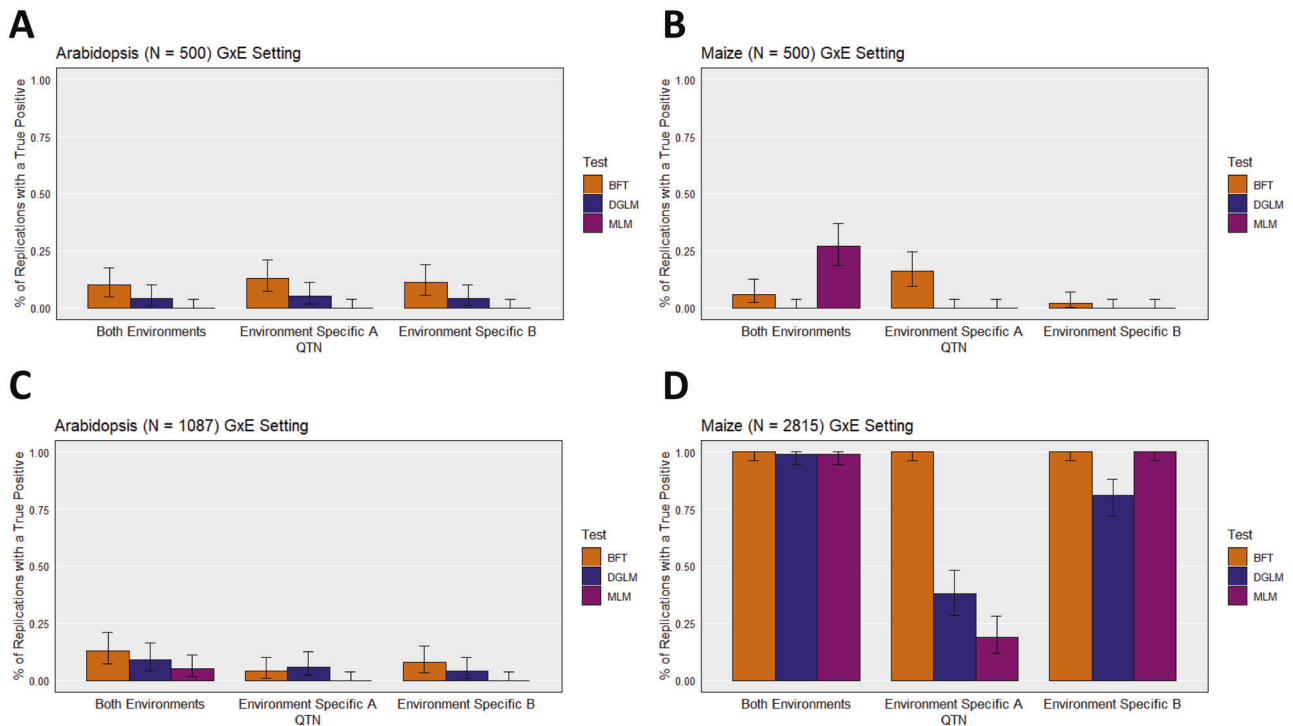 A
Arabidopsis (N = 500) GxE Setting
% of Replications with a True Positive
1.00
0.75
0.50
0.25
0.00
Both Environments
Environment Specific A
Environment Specific B
QTN
Test
BFT
DGLM
MLM
B
Maize (N = 500) GxE Setting
% of Replications with a True Positive
1.00
0.75
0.50
0.25
0.00
Both Environments
Environment Specific A
Environment Specific B
QTN
Test
BFT
DGLM
MLM
C
Arabidopsis (N = 1087) GxE Setting
% of Replications with a True Positive
1.00
0.75
0.50
0.25
0.00
Both Environments
Environment Specific A
Environment Specific B
QTN
Test
BFT
DGLM
MLM
D
Maize (N = 2815) GxE Setting
% of Replications with a True Positive
1.00
0.75
0.50
0.25
0.00
Both Environments
Environment Specific A
Environment Specific B
QTN
Test
BFT
DGLM
MLM